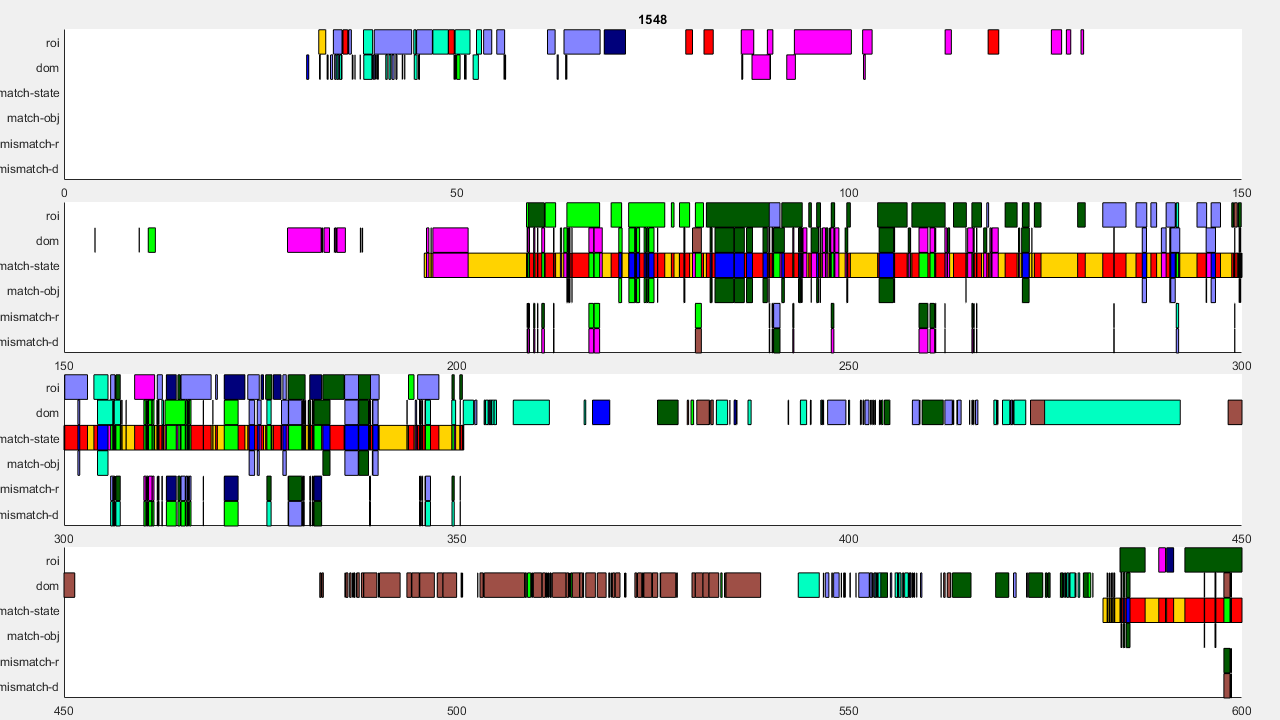 1548
roi
dom
match-state
match-obj
mismatch-r
mismatch-d
0 50 100 150
roi
dom
match-state
match-obj
mismatch-r
mismatch-d
150 200 250 300
roi
dom
match-state
match-obj
mismatch-r
mismatch-d
300 350 400 450
roi
dom
match-state
match-obj
mismatch-r
mismatch-d
450 500 550 600